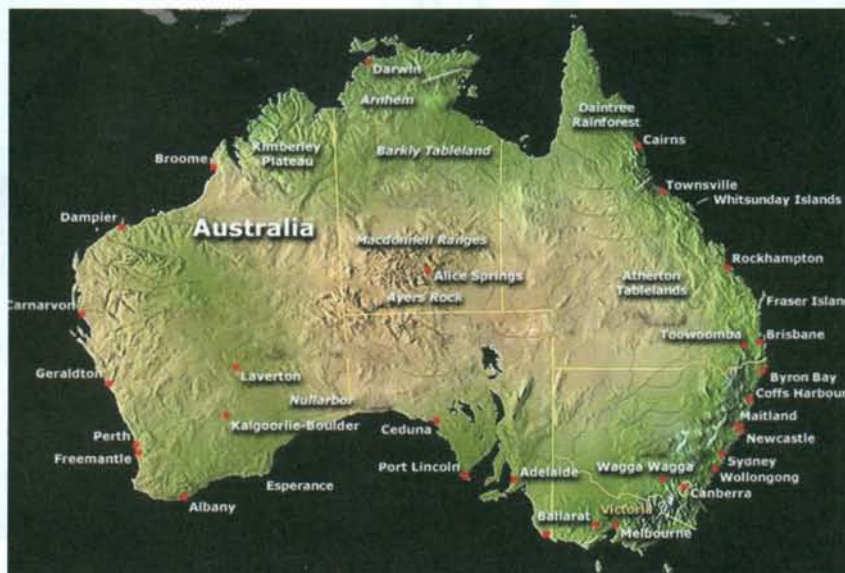 Darwin
Arnhem
Daintree
Rainforest
Cairns
Kimberley
Plateau
Barkly Tableland
Broome
Townsville
Whitsunday Islands
Dampier
Australia
Macdonnell Ranges
Alice Springs
Rockhampton
Atherton
Tablelands
Ayers Rock
Fraser Island
Carnarvon
Toowoomba
Brisbane
Laverton
Geraldton
Byron Bay
Coffs Harbour
Nullarbor
Kalgoorlie-Boulder
Ceduna
Maitland
Newcastle
Perth
Freemantle
Port Lincoln
Adelaide
Wagga Wagga
Sydney
Wollongong
Esperance
Canberra
Albany
Ballarat
Victoria
Melbourne